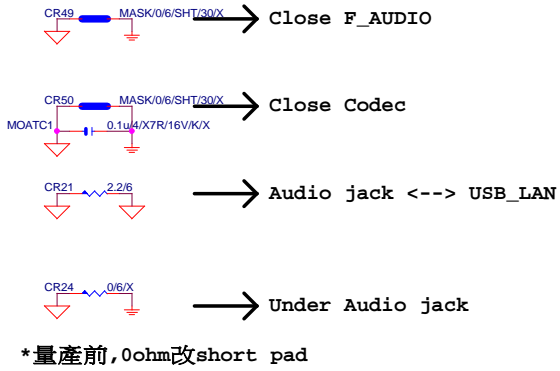 CR49 MASK/0/6/SHT/30/X Close F_AUDIO
CR50 MASK/0/6/SHT/30/X Close Codec
MOATC1 0.1u/4/X7R/16V/K/X
CR21 2.2/6 Audio jack <--> USB_LAN
CR24 0/6/X Under Audio jack
*量產前,0ohm改short pad